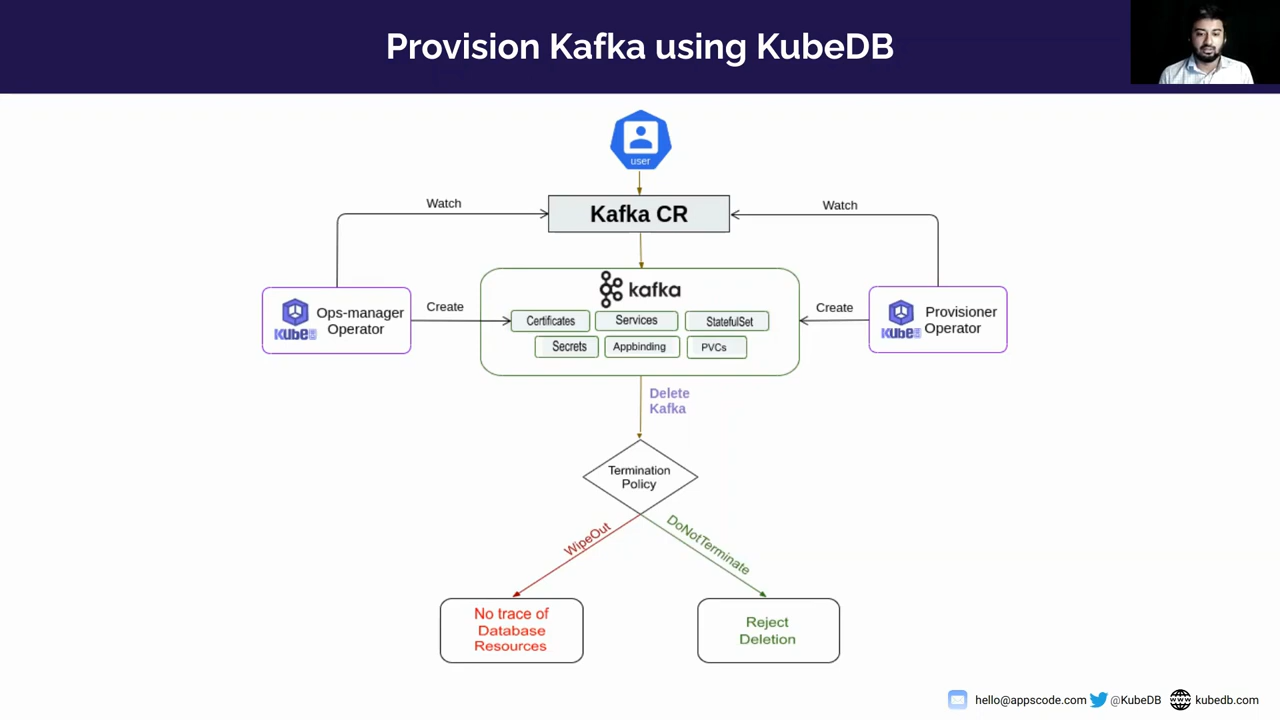 Provision Kafka using KubeDB
user
Watch
Kafka CR
Watch
kafka
Ops-manager
Operator
Create
Certificates
Services
StatefulSet
Create
Provisioner
Operator
Secrets
Appbinding
PVCs
Delete
Kafka
Termination
Policy
WipeOut
DoNotTerminate
No trace of
Database
Resources
Reject
Deletion
hello@appscode.com
@KubeDB
kubedb.com